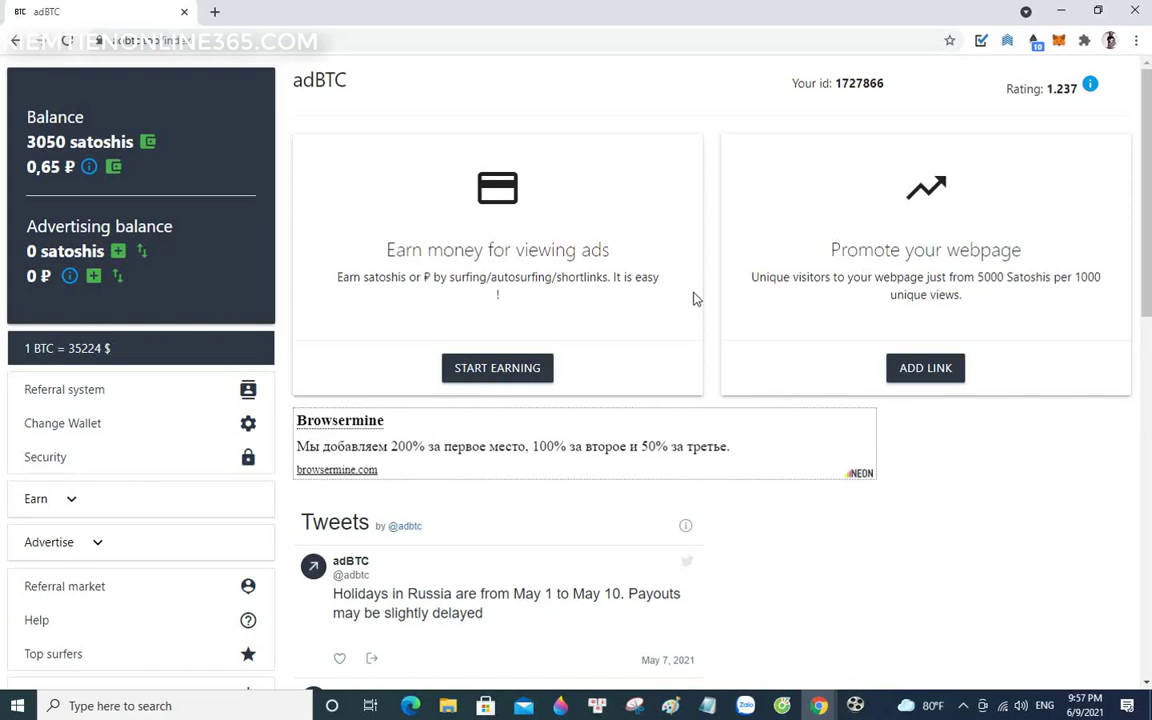 BTC adBTC
KIEMTIENONLINE365.COM
10
Balance
3050 satoshis
0,65 ₽
Advertising balance
0 satoshis
0 ₽
1 BTC = 35224 $
Referral system
Change Wallet
Security
Earn
Advertise
Referral market
Help
Top surfers
adBTC
Your id: 1727866
Rating: 1.237
Earn money for viewing ads
Earn satoshis or ₽ by surfing/autosurfing/shortlinks. It is easy
!
START EARNING
Promote your webpage
Unique visitors to your webpage just from 5000 Satoshis per 1000
unique views.
ADD LINK
Browsermine
Мы добавляем 200% за первое место, 100% за второе и 50% за третье.
browsermine.com
NEON
Tweets by @adbtc
adBTC
@adbtc
Holidays in Russia are from May 1 to May 10. Payouts
may be slightly delayed
May 7, 2021
Type here to search
Zalo
80°F
ENG
9:57 PM
6/9/2021